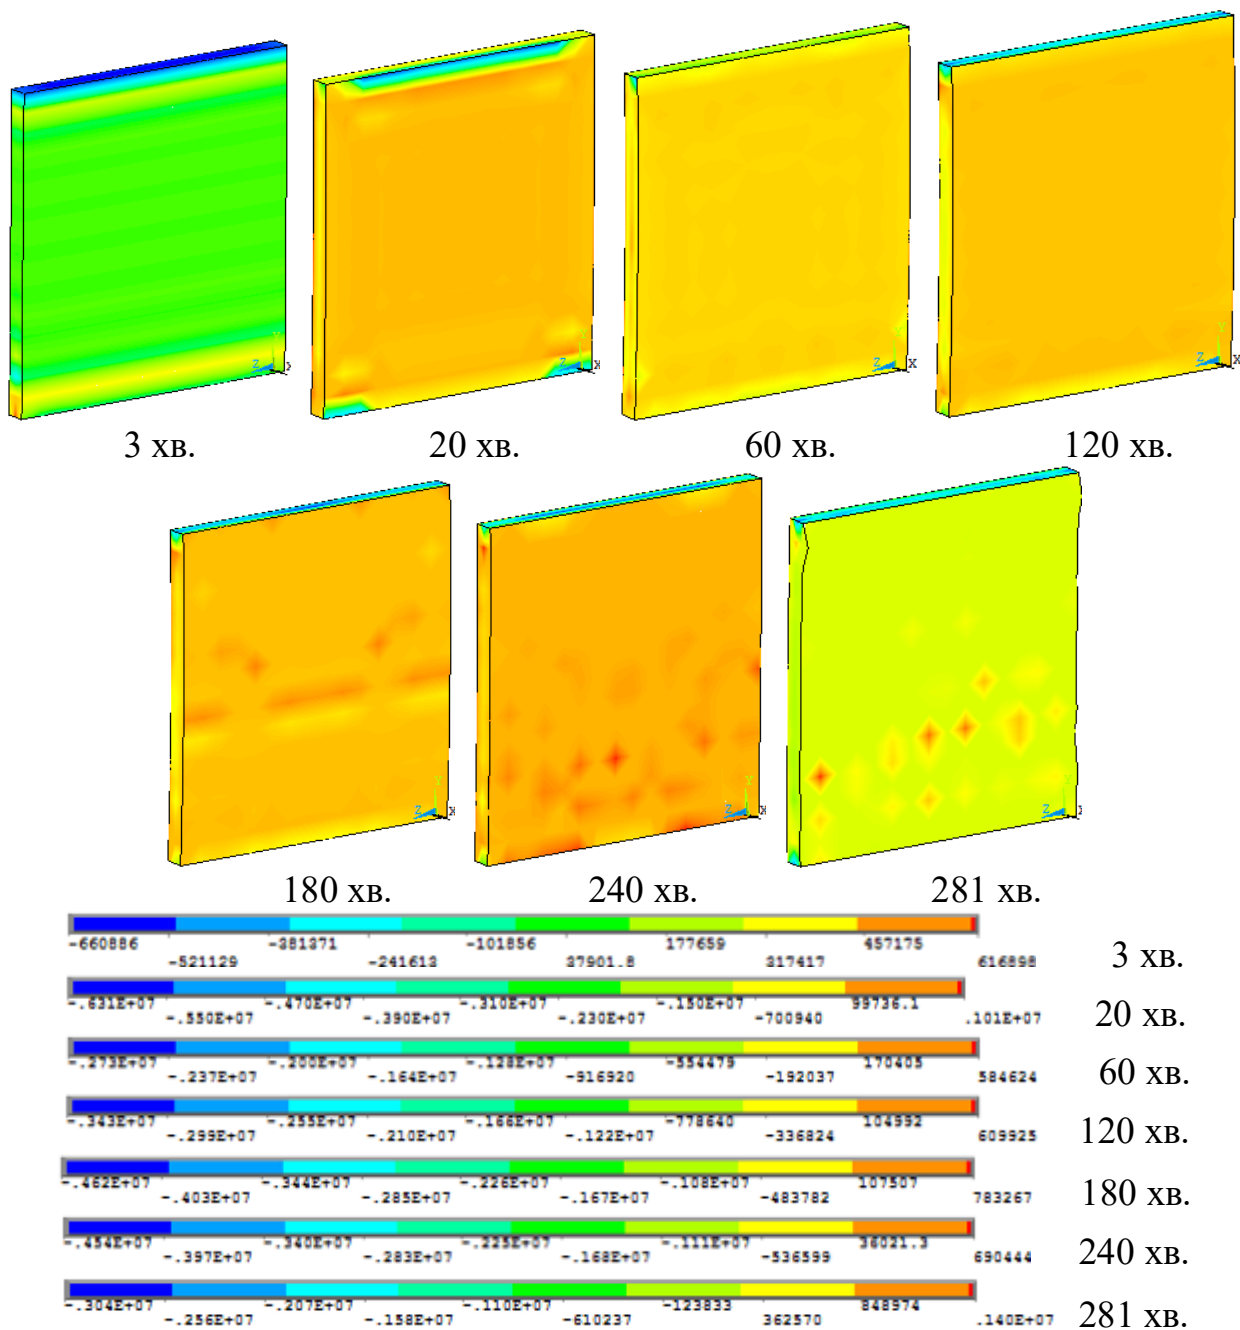 Y
Z
X
Y
Z
X
Y
Z
X
Y
Z
X
3 хв.
20 хв.
60 хв.
120 хв.
Y
Z
X
Y
Z
X
Y
Z
X
180 хв.
240 хв.
281 хв.
-660886 -381371 -101856 177659 457175
-521129 -241613 37901.8 317417 616898
3 хв.
-.631E+07 -.470E+07 -.310E+07 -.150E+07 99736.1
-.550E+07 -.390E+07 -.230E+07 -700940 .101E+07
20 хв.
-.273E+07 -.200E+07 -.128E+07 -554479 170405
-.237E+07 -.164E+07 -916920 -192037 584624
60 хв.
-.343E+07 -.255E+07 -.166E+07 -778640 104992
-.299E+07 -.210E+07 -.122E+07 -336824 609925
120 хв.
-.462E+07 -.344E+07 -.226E+07 -.108E+07 107507
-.403E+07 -.285E+07 -.167E+07 -483782 783267
180 хв.
-.454E+07 -.340E+07 -.225E+07 -.111E+07 36021.3
-.397E+07 -.283E+07 -.168E+07 -536599 690444
240 хв.
-.304E+07 -.207E+07 -.110E+07 -123833 848974
-.256E+07 -.158E+07 -610237 362570 .140E+07
281 хв.